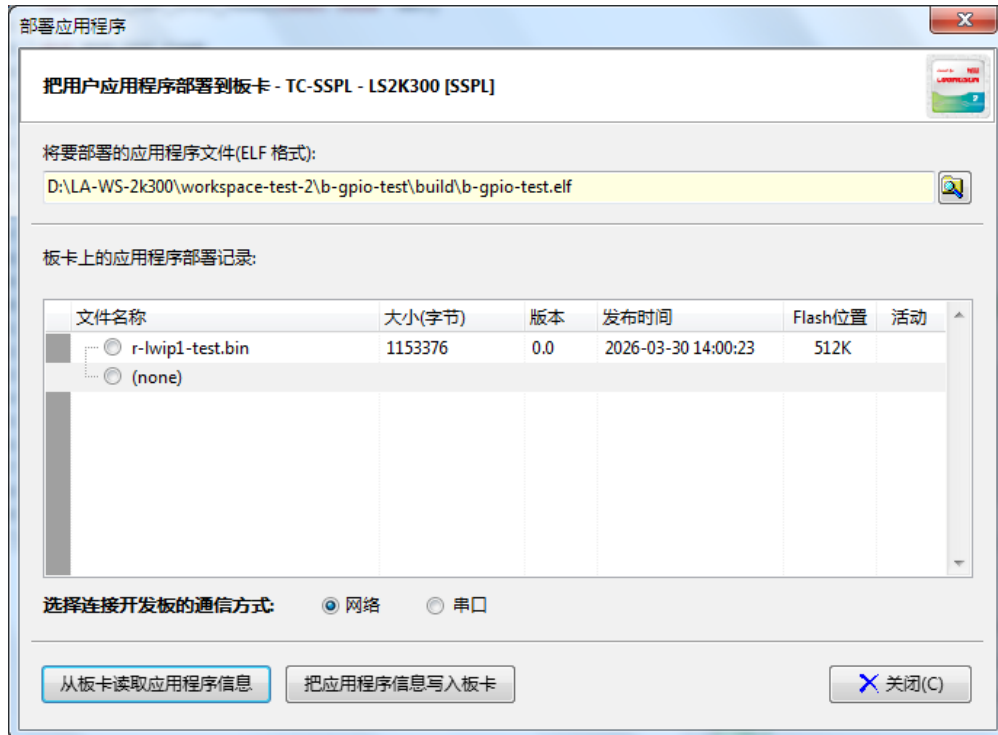 部署应用程序
把用户应用程序部署到板卡 - TC-SSPL - LS2K300 [SSPL]
将要部署的应用程序文件(ELF 格式):
D:\LA-WS-2k300\workspace-test-2\b-gpio-test\build\b-gpio-test.elf
板卡上的应用程序部署记录:
文件名称 大小(字节) 版本 发布时间 Flash位置 活动
r-lwip1-test.bin 1153376 0.0 2026-03-30 14:00:23 512K
(none)
选择连接开发板的通信方式: 网络 串口
从板卡读取应用程序信息 把应用程序信息写入板卡 关闭(C)